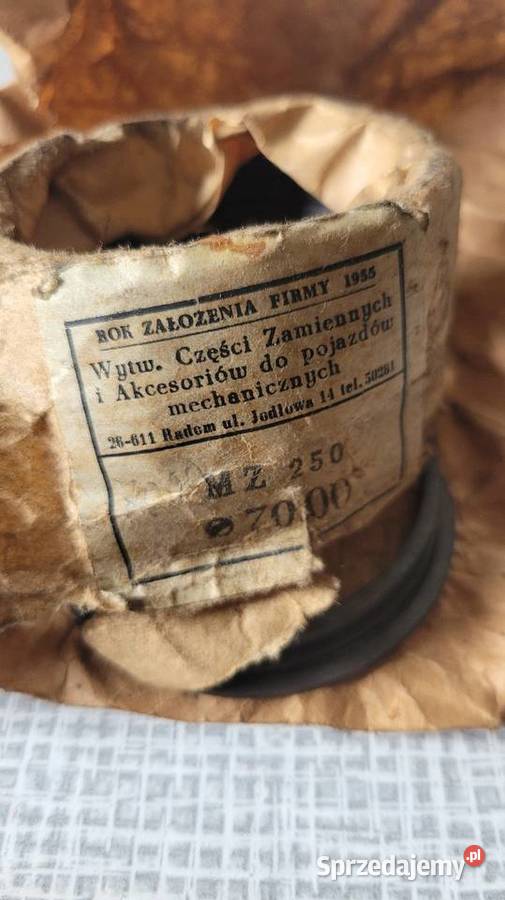 ROK ZAŁOŻENIA FIRMY 1955
Wytw. Części Zamiennych
i Akcesoriów do pojazdów
mechanicznych
26-611 Radom ul. Jodłowa 14 tel. 50261
MZ 250
⌀ 70.00
Sprzedajemy.pl